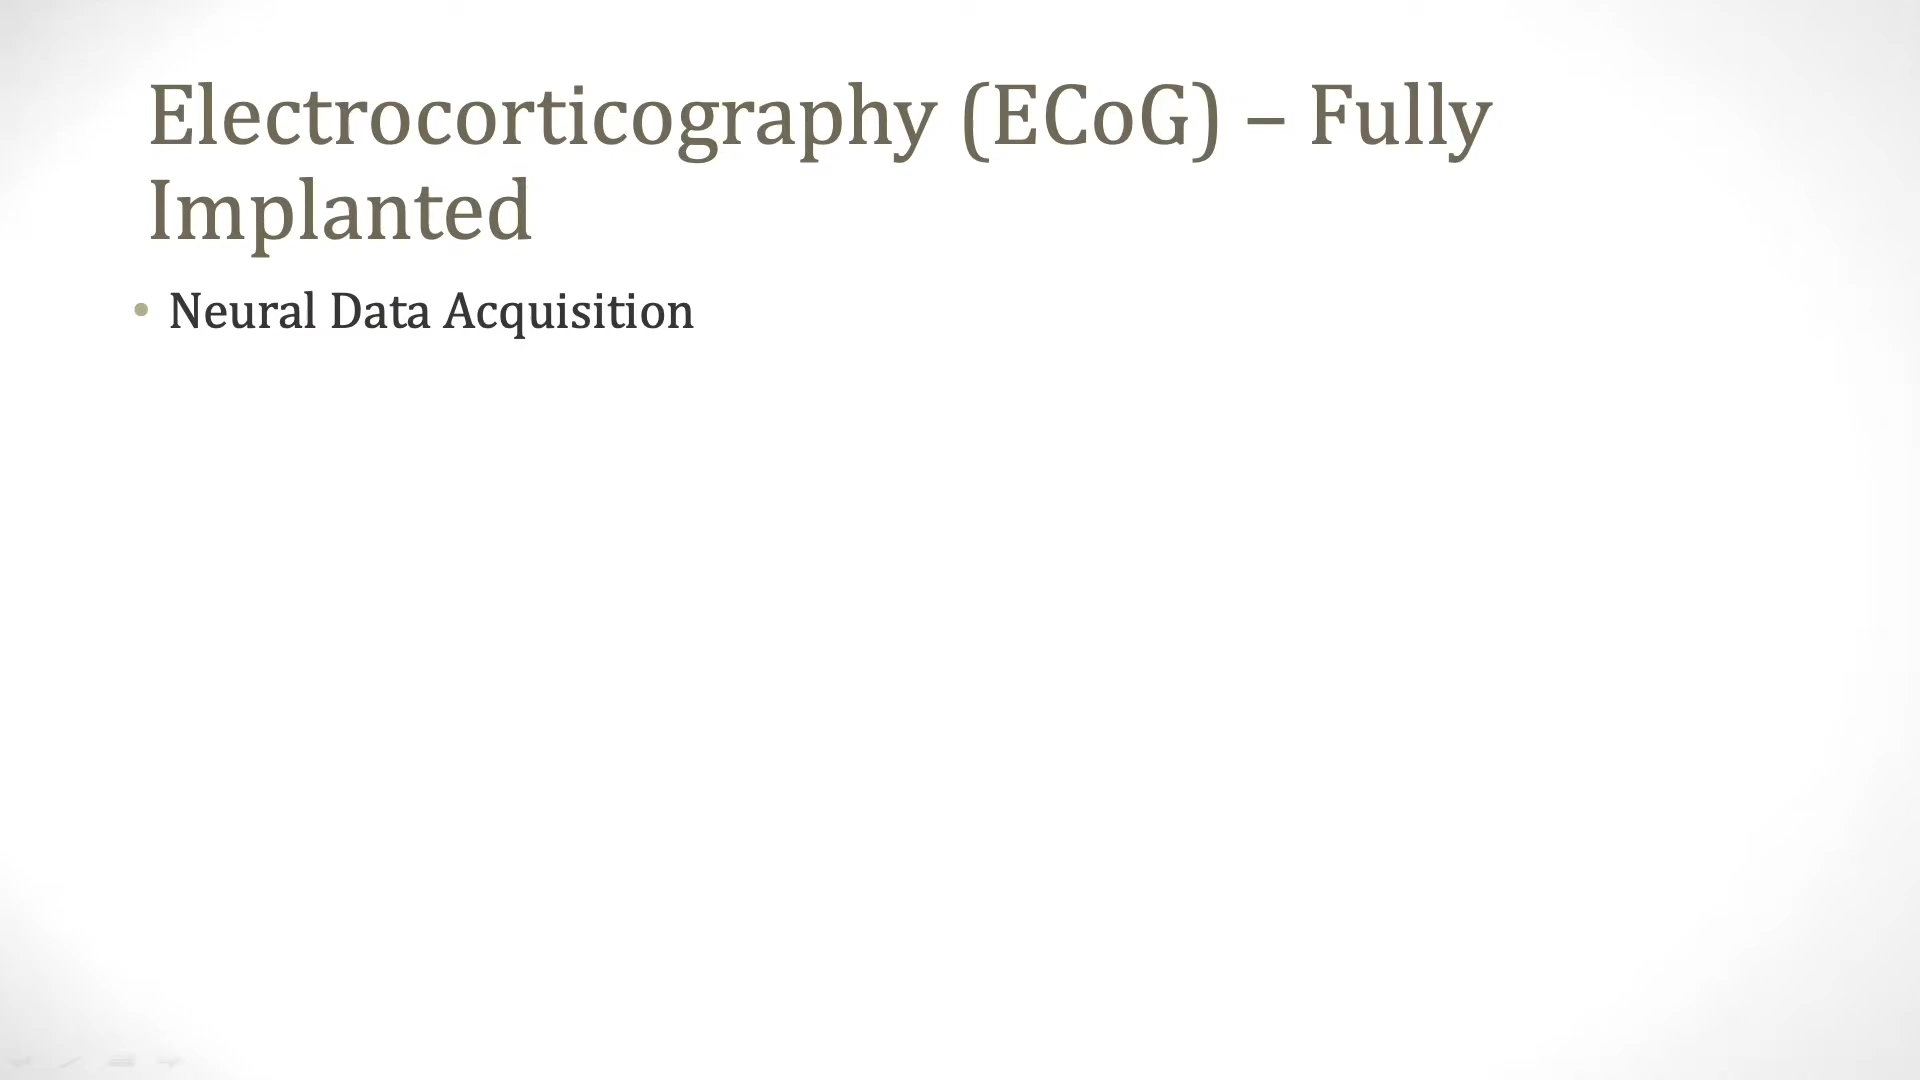 Electrocorticography (ECoG) – Fully
Implanted
• Neural Data Acquisition